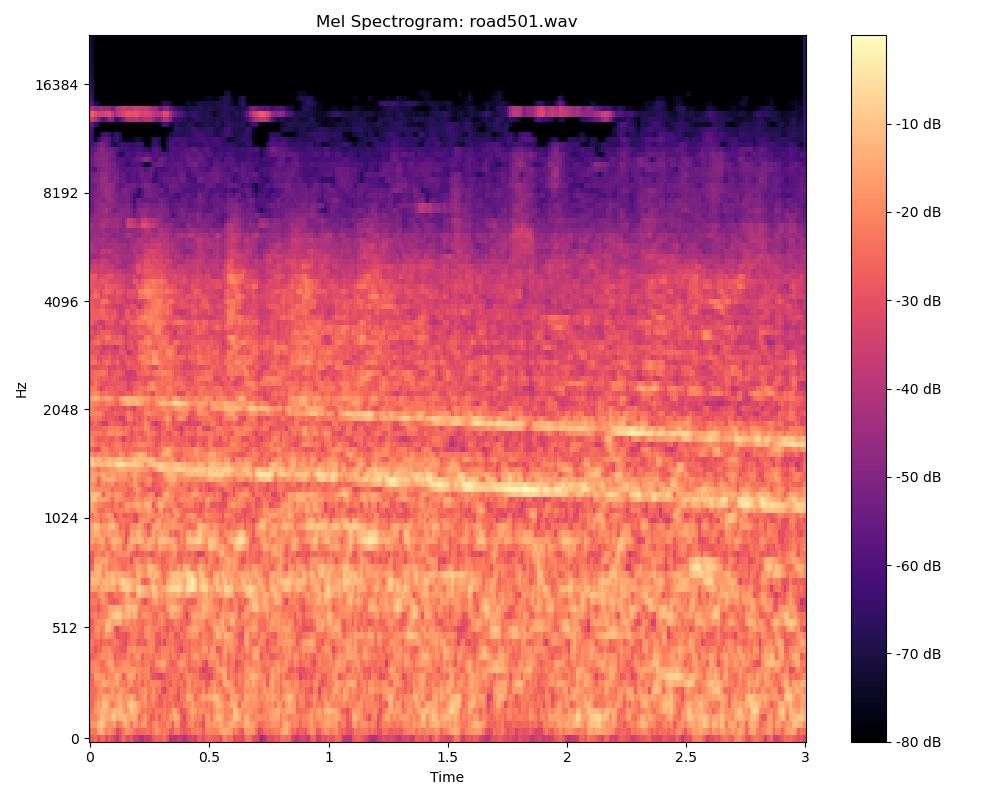 Mel Spectrogram: road501.wav
16384
8192
4096
2048
1024
512
0
Hz
0
0.5
1
1.5
2
2.5
3
Time
-10 dB
-20 dB
-30 dB
-40 dB
-50 dB
-60 dB
-70 dB
-80 dB